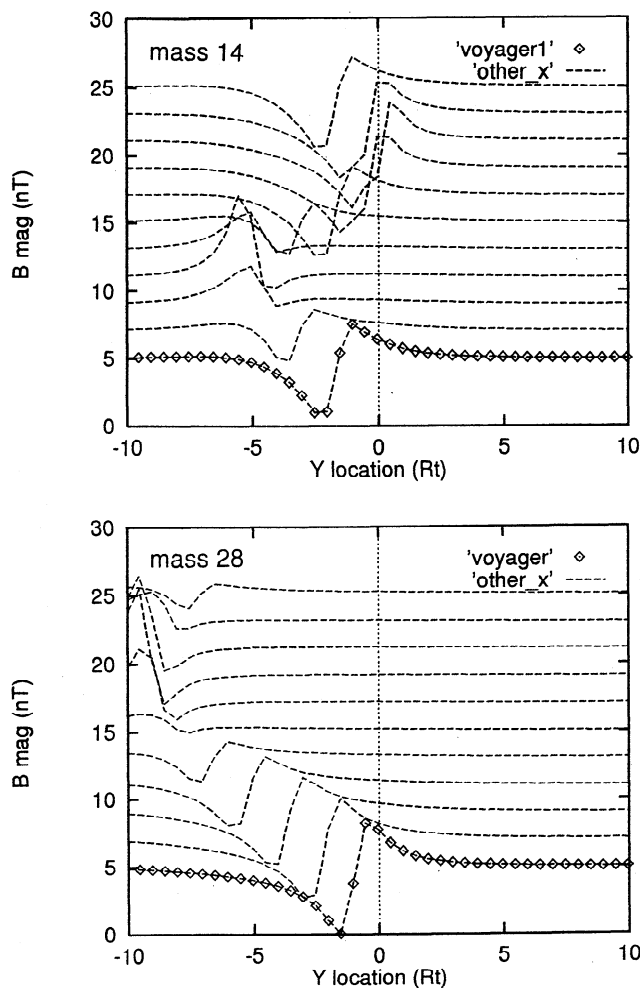 30
mass 14
'voyager1'
'other_x'
25
20
15
10
5
0
B mag (nT)
-10
-5
0
5
10
Y location (Rt)
30
mass 28
'voyager'
'other_x'
25
20
15
10
5
0
B mag (nT)
-10
-5
0
5
10
Y location (Rt)